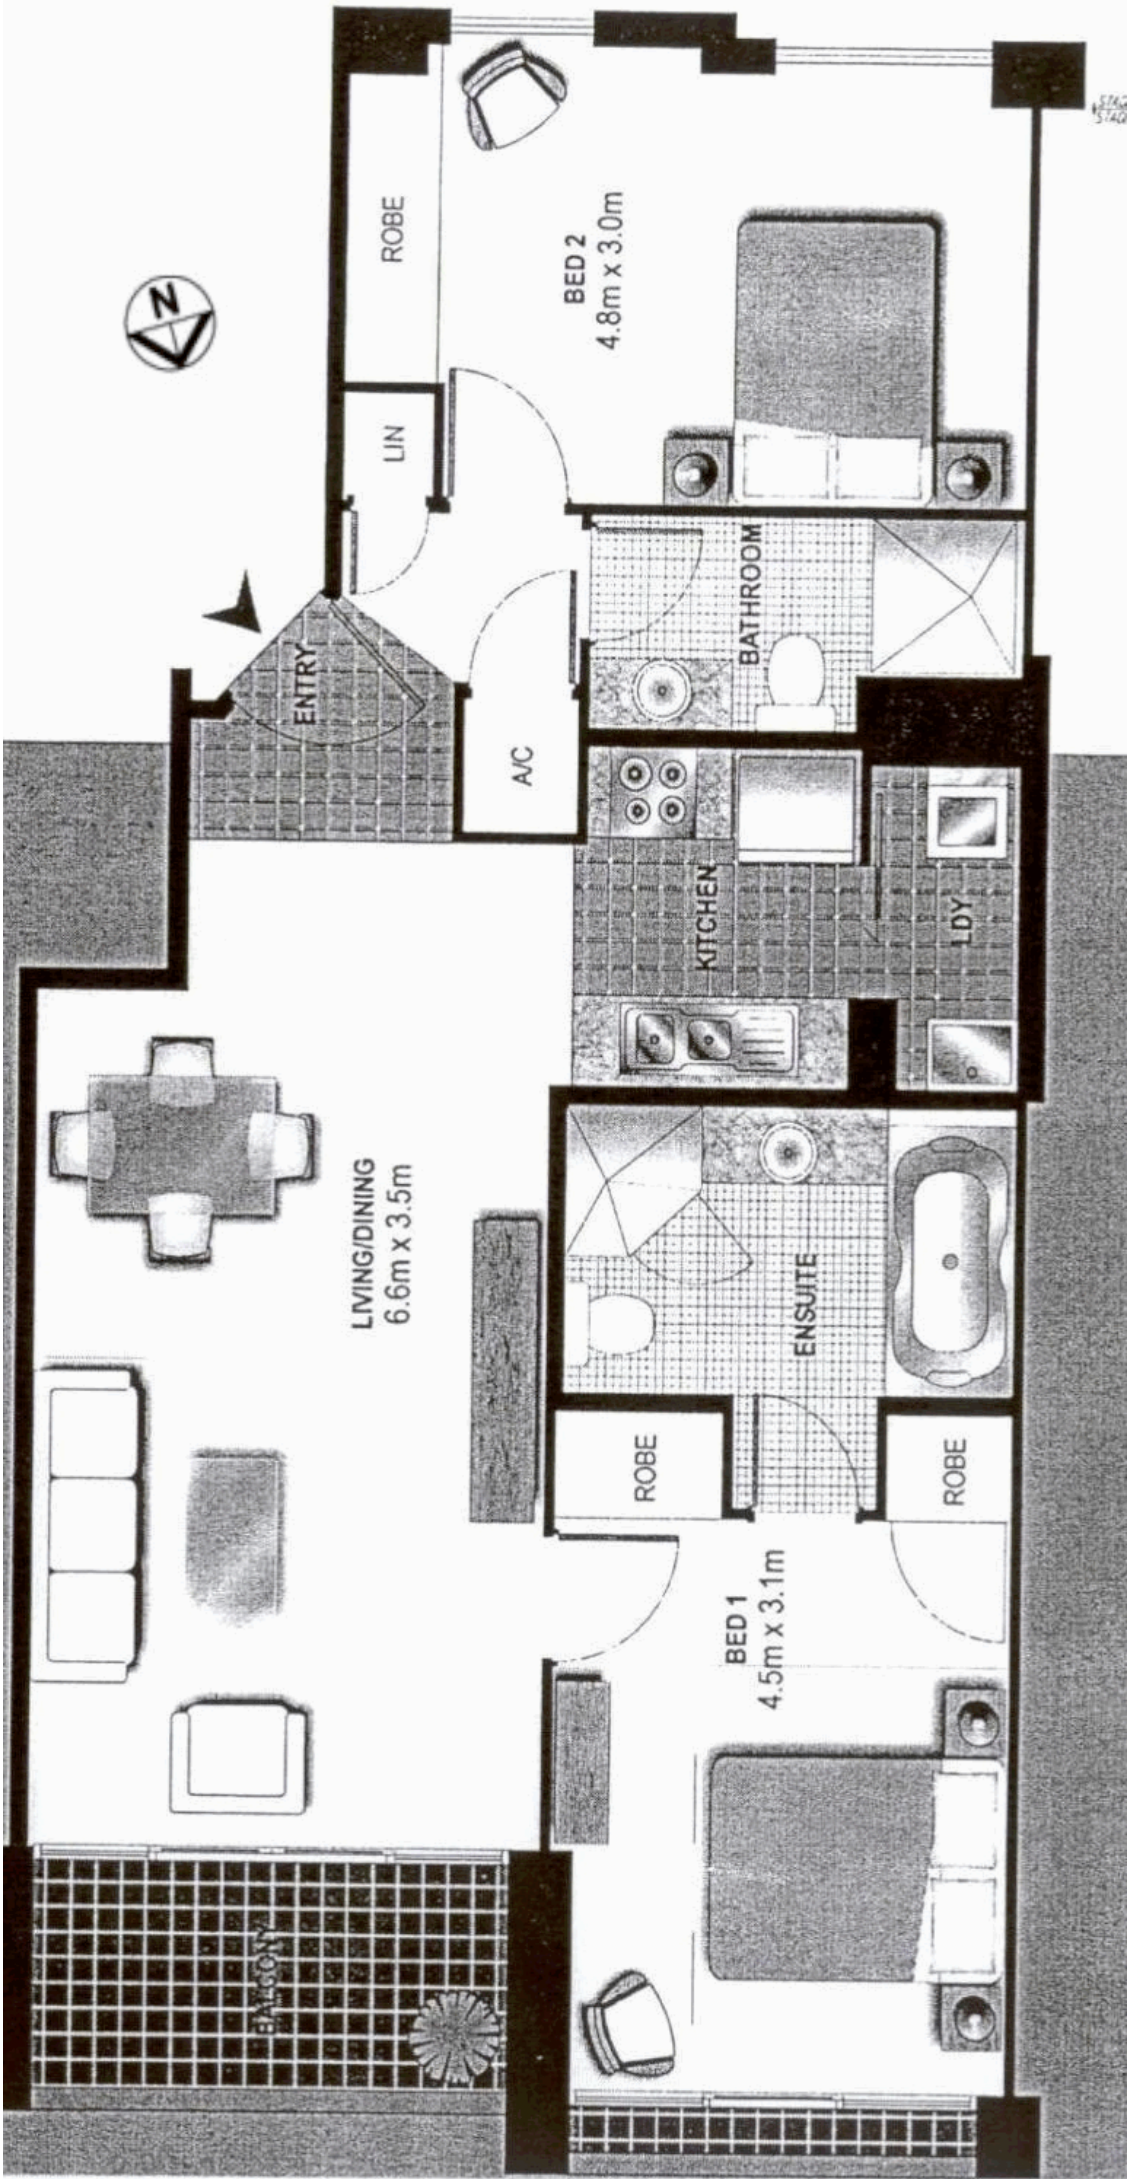 N
ROBE
BED 2
4.8m x 3.0m
LIN
BATHROOM
ENTRY
A/C
KITCHEN
LDY
LIVING/DINING
6.6m x 3.5m
ENSUITE
ROBE
ROBE
BED 1
4.5m x 3.1m
BALCONY